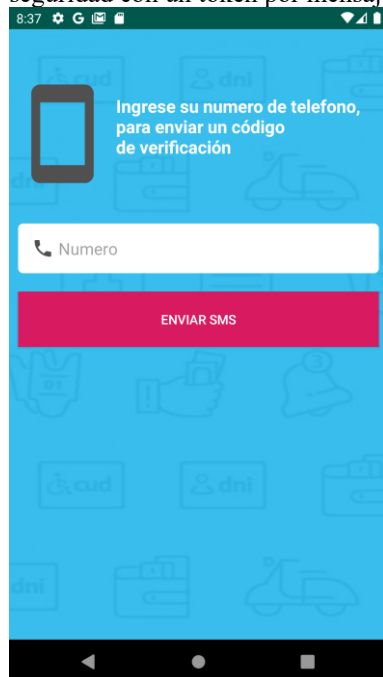 seguridad con un token por mensaj
8:37 G
Ingrese su numero de telefono,
para enviar un código
de verificación
Numero
ENVIAR SMS
cud
dni
dni
3
cud
dni
dni